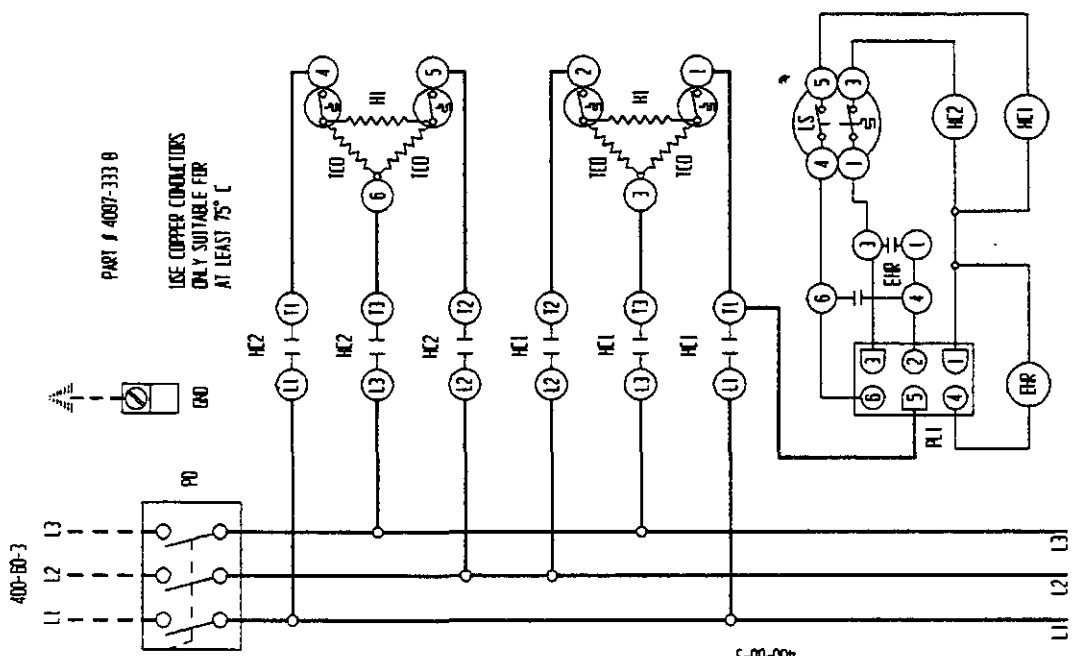 PART # 4097-333 B
USE COPPER CONDUCTORS
ONLY SUITABLE FOR
AT LEAST 75° C
400-60-3
L1 L2 L3
PD
GND
L1 HC2 T1 4
L3 HC2 T3 6
L2 HC2 T2 5
TCO H1 TCO
L2 HC1 T2 2
L3 HC1 T3 3
L1 HC1 T1 1
TCO H1 TCO
LS
4 5
1 3
6 EHR 4
3 1
PL1
6 3
5 2
4 1
EHR
HC2
HC1
L1 L2 L3
400-60-3